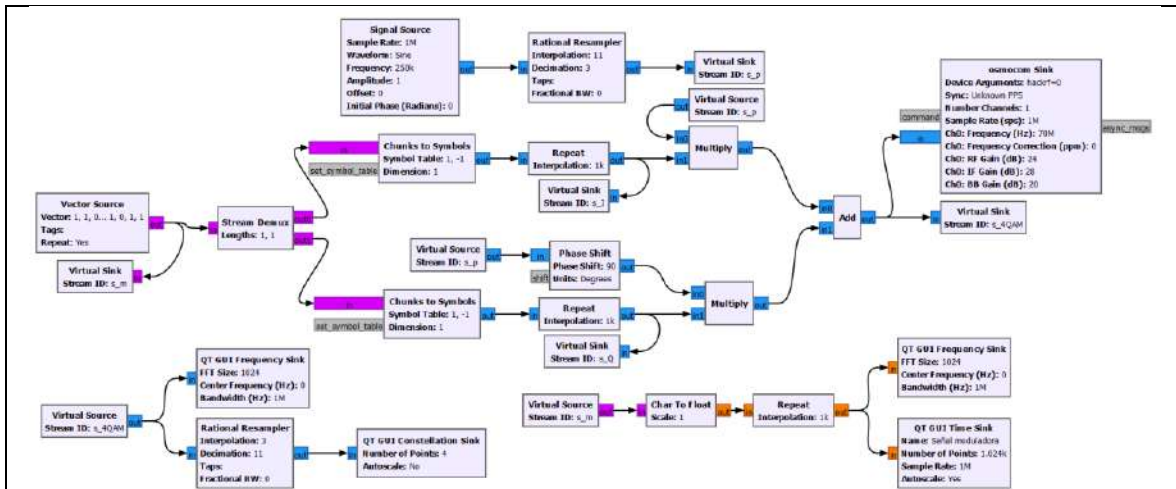 Signal Source
Sample Rate: 1M
Waveform: Sine
Frequency: 250k
Amplitude: 1
Offset: 0
Initial Phase (Radians): 0
out
Rational Resampler
Interpolation: 11
Decimation: 3
Taps:
Fractional BW: 0
in
out
Virtual Sink
Stream ID: s_p
in
Virtual Source
Stream ID: s_p
out
osmocom Sink
Device Arguments: hackrf=0
Sync: Unknown PPS
Number Channels: 1
Sample Rate (sps): 1M
Ch0: Frequency (Hz): 70M
Ch0: Frequency Correction (ppm): 0
Ch0: RF Gain (dB): 24
Ch0: IF Gain (dB): 28
Ch0: BB Gain (dB): 20
command
in
async_msgs
Chunks to Symbols
Symbol Table: 1, -1
Dimension: 1
in
set_symbol_table
out
Repeat
Interpolation: 1k
in
out
Multiply
in0
in1
out
Virtual Sink
Stream ID: s_I
in
Vector Source
Vector: 1, 1, 0... 1, 0, 1, 1
Tags:
Repeat: Yes
out
Stream Demux
Lengths: 1, 1
in
out0
out1
Virtual Sink
Stream ID: s_m
in
Add
in0
in1
out
Virtual Sink
Stream ID: s_4QAM
in
Virtual Source
Stream ID: s_p
out
Phase Shift
Phase Shift: 90
Units: Degrees
in
shift
out
Multiply
in0
in1
out
Chunks to Symbols
Symbol Table: 1, -1
Dimension: 1
in
set_symbol_table
out
Repeat
Interpolation: 1k
in
out
Virtual Sink
Stream ID: s_Q
in
QT GUI Frequency Sink
FFT Size: 1024
Center Frequency (Hz): 0
Bandwidth (Hz): 1M
in
Virtual Source
Stream ID: s_4QAM
out
Rational Resampler
Interpolation: 3
Decimation: 11
Taps:
Fractional BW: 0
in
out
QT GUI Constellation Sink
Number of Points: 4
Autoscale: No
in
Virtual Source
Stream ID: s_m
out
Char To Float
Scale: 1
in
out
Repeat
Interpolation: 1k
in
out
QT GUI Frequency Sink
FFT Size: 1024
Center Frequency (Hz): 0
Bandwidth (Hz): 1M
in
QT GUI Time Sink
Name: Señal moduladora
Number of Points: 1.024k
Sample Rate: 1M
Autoscale: Yes
in